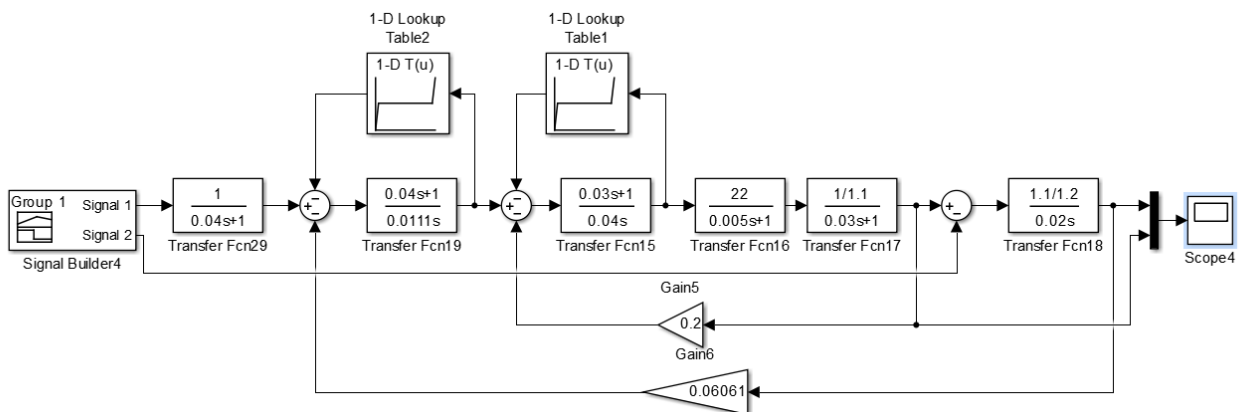 1-D Lookup
Table2
1-D T(u)
1-D Lookup
Table1
1-D T(u)
Group 1
Signal 1
Signal 2
Signal Builder4
1
0.04s+1
Transfer Fcn29
+
−
−
0.04s+1
0.0111s
Transfer Fcn19
+
−
−
0.03s+1
0.04s
Transfer Fcn15
22
0.005s+1
Transfer Fcn16
1/1.1
0.03s+1
Transfer Fcn17
+
−
1.1/1.2
0.02s
Transfer Fcn18
Scope4
Gain5
0.2
Gain6
0.06061